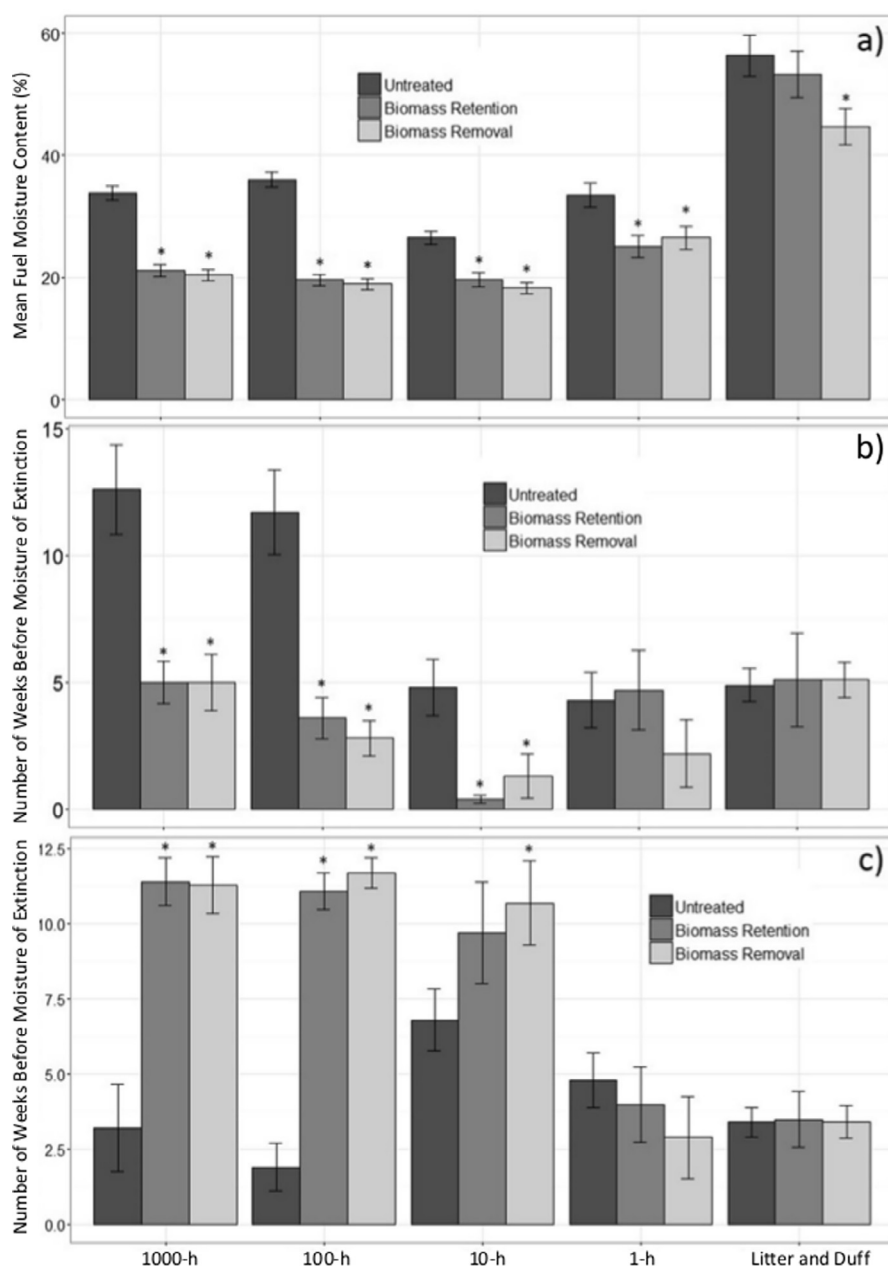 a)
Mean Fuel Moisture Content (%)
60
40
20
0
Untreated
Biomass Retention
Biomass Removal
* * * * * * * * *
b)
Number of Weeks Before Moisture of Extinction
15
10
5
0
Untreated
Biomass Retention
Biomass Removal
* * * * * *
c)
Number of Weeks Before Moisture of Extinction
12.5
10.0
7.5
5.0
2.5
0.0
Untreated
Biomass Retention
Biomass Removal
* * * * *
1000-h 100-h 10-h 1-h Litter and Duff